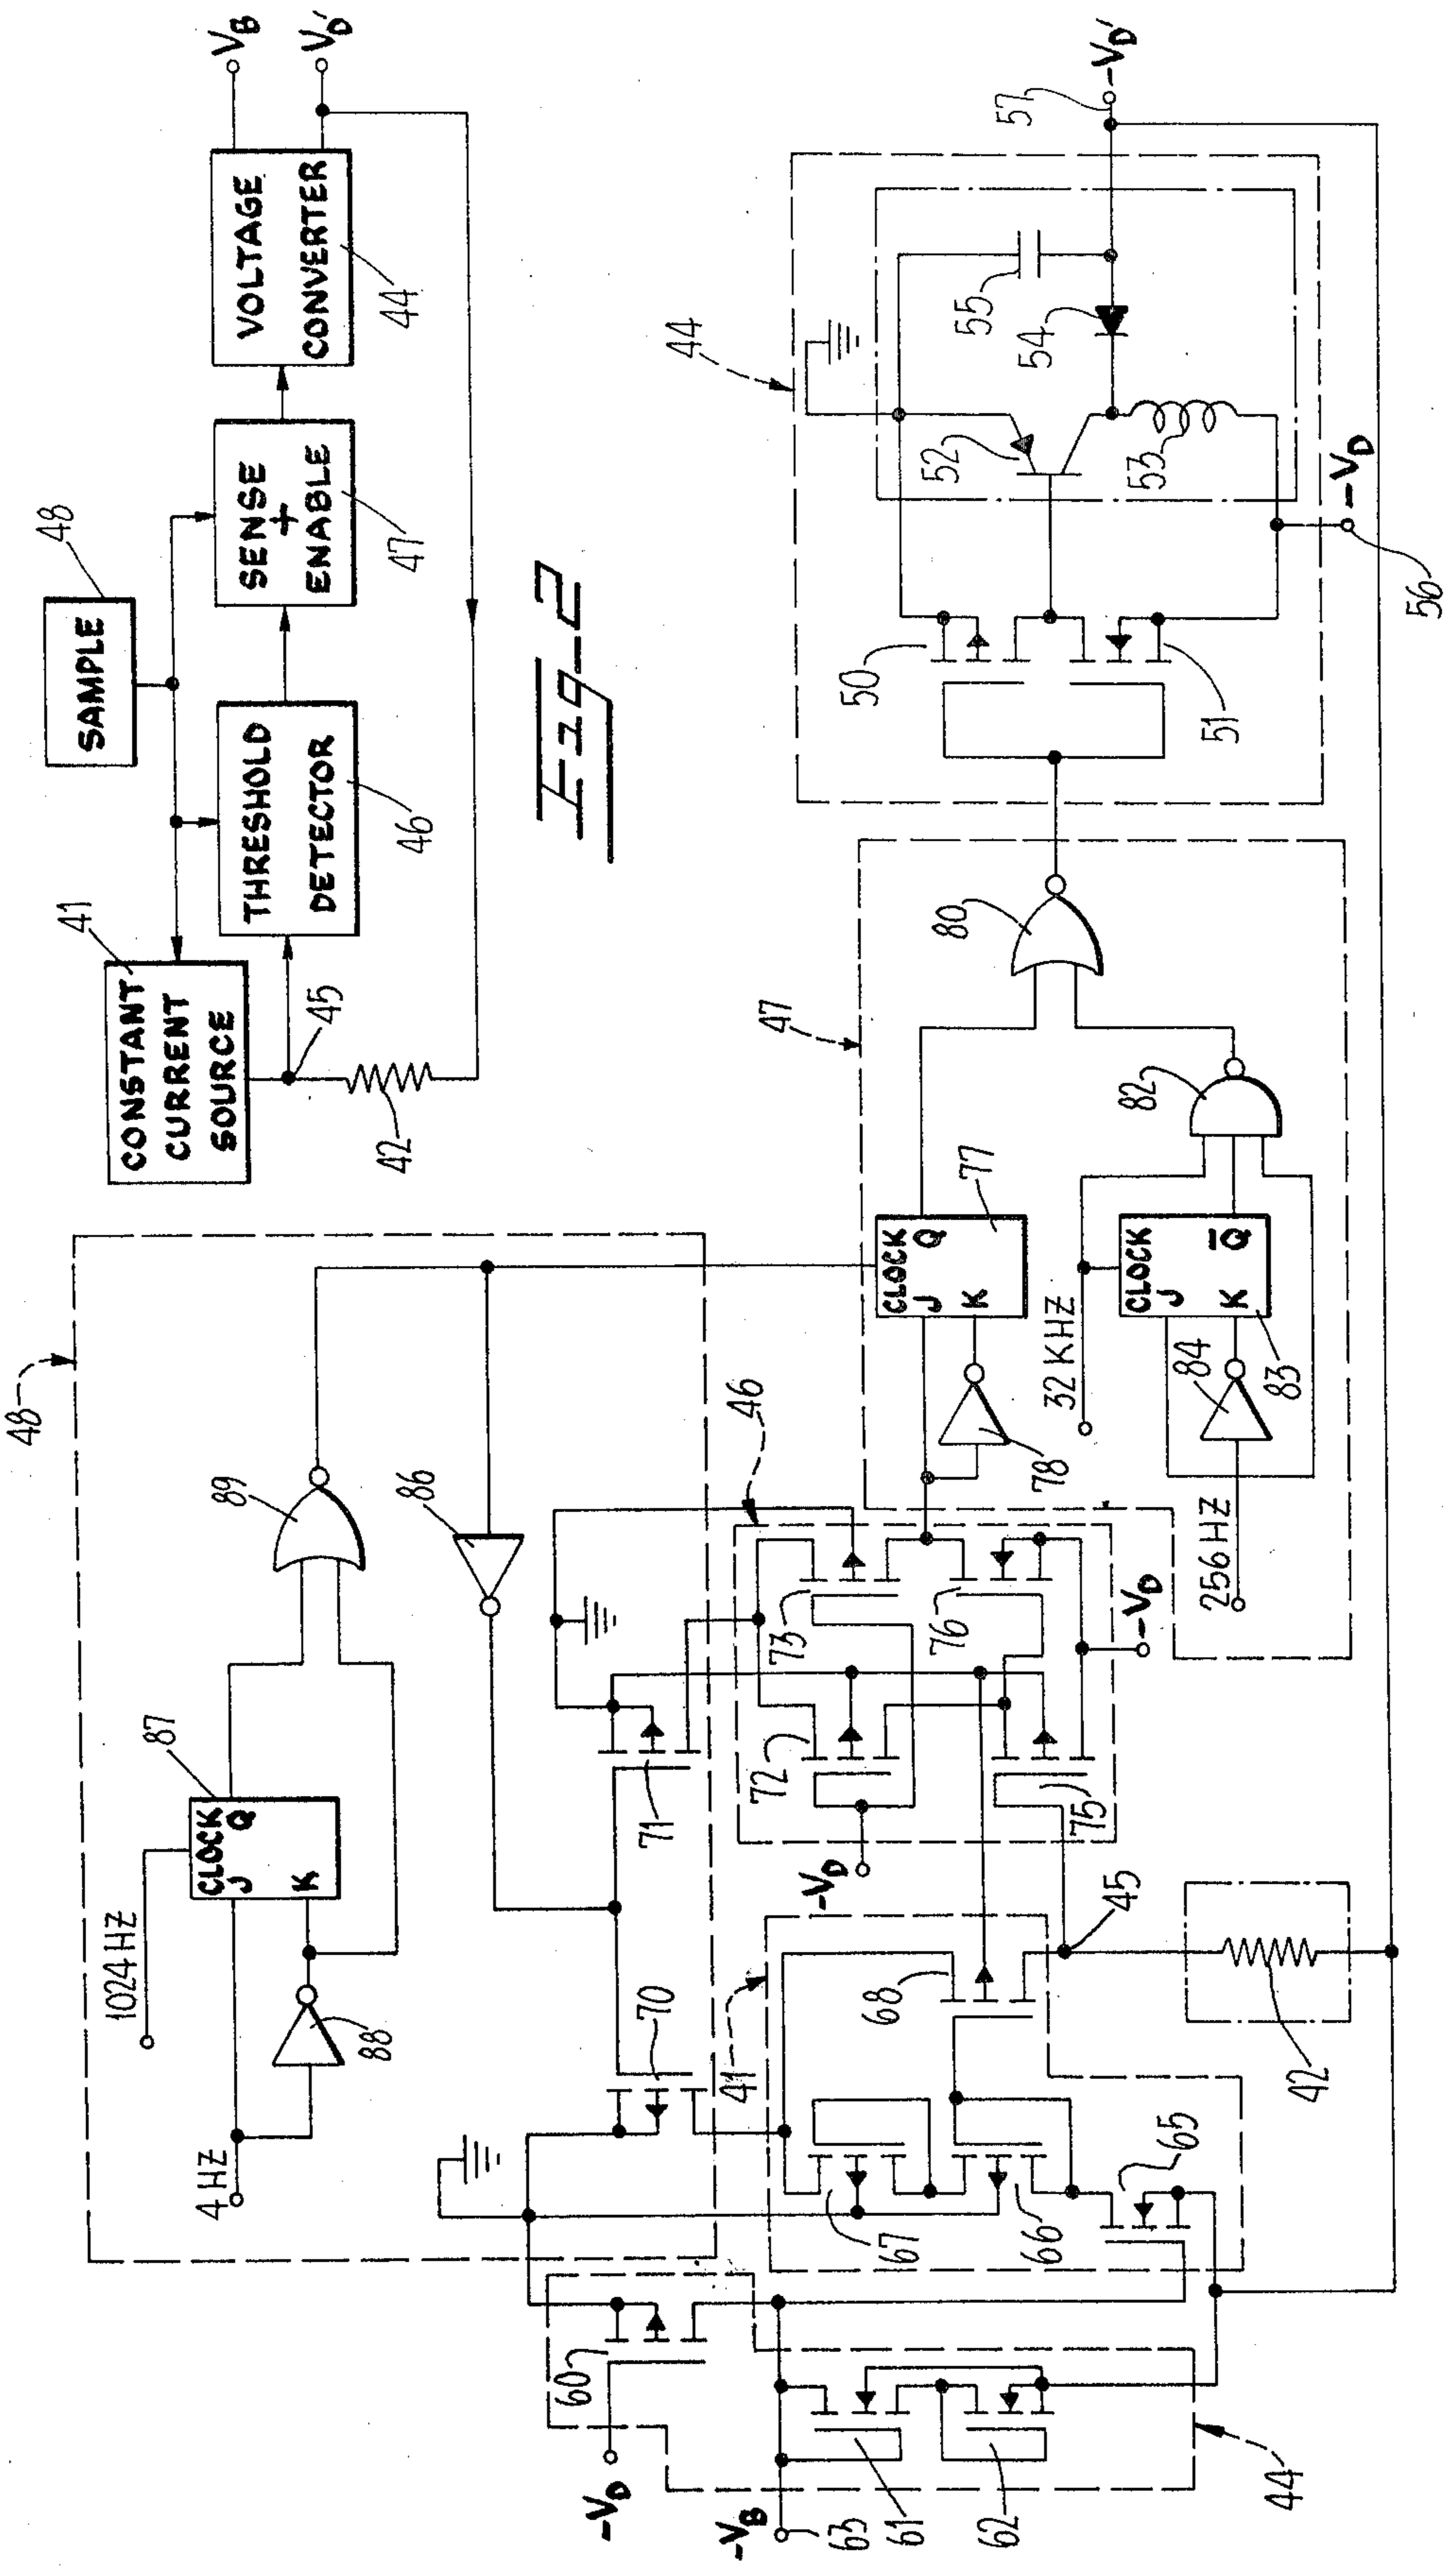 SAMPLE
48
CONSTANT
CURRENT
SOURCE
41
45
42
THRESHOLD
DETECTOR
46
SENSE
+
ENABLE
47
VOLTAGE
CONVERTER
44
VB
VD'
Fig_2
48
4 HZ
1024 HZ
88
CLOCK
J
Q
K
87
89
86
70
71
41
67
66
65
68
45
42
-VD
60
-VB
63
61
62
44
46
-VD
72
73
75
76
-VD
47
CLOCK
J
Q
K
77
78
32 KHZ
256 HZ
84
CLOCK
J
Q̅
K
83
82
80
44
50
51
52
53
54
55
56
-VD
57
-VD'